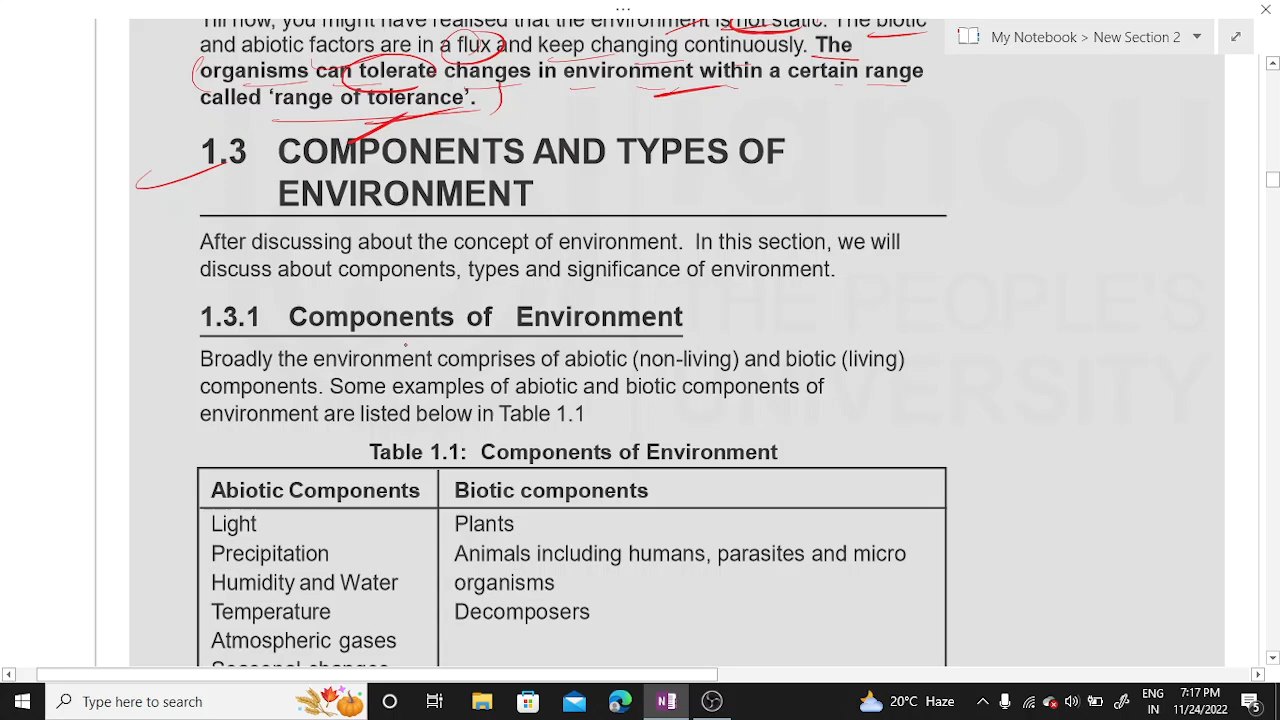 Till now, you might have realised that the environment is not static. The biotic
My Notebook > New Section 2
and abiotic factors are in a flux and keep changing continuously. The
organisms can tolerate changes in environment within a certain range
called ‘range of tolerance’.
1.3 COMPONENTS AND TYPES OF
ENVIRONMENT
After discussing about the concept of environment. In this section, we will
discuss about components, types and significance of environment.
1.3.1 Components of Environment
Broadly the environment comprises of abiotic (non-living) and biotic (living)
components. Some examples of abiotic and biotic components of
environment are listed below in Table 1.1
Table 1.1: Components of Environment
Abiotic Components Biotic components
Light Plants
Precipitation Animals including humans, parasites and micro
Humidity and Water organisms
Temperature Decomposers
Atmospheric gases
Seasonal changes
ignou
THE PEOPLE'S
UNIVERSITY
Type here to search
20°C Haze
ENG
IN
7:17 PM
11/24/2022
5